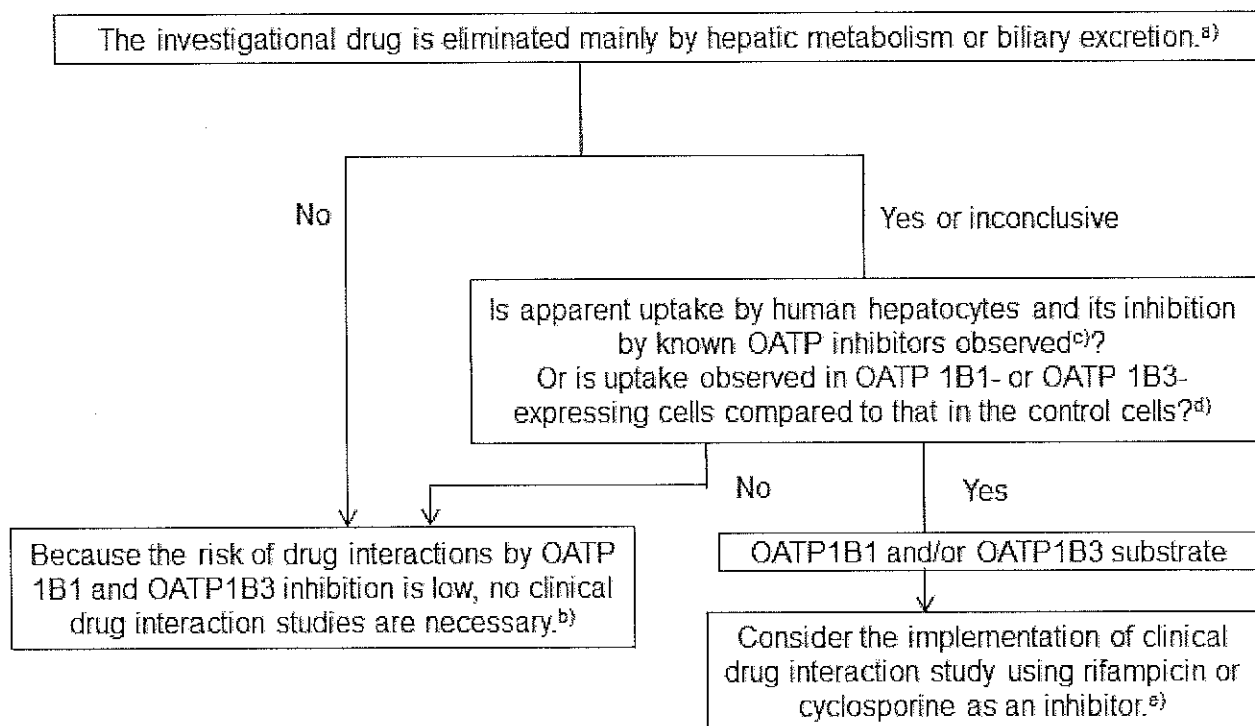 The investigational drug is eliminated mainly by hepatic metabolism or biliary excretion.a)
No
Yes or inconclusive
Is apparent uptake by human hepatocytes and its inhibition
by known OATP inhibitors observedc)?
Or is uptake observed in OATP 1B1- or OATP 1B3-
expressing cells compared to that in the control cells?d)
No
Yes
Because the risk of drug interactions by OATP
1B1 and OATP1B3 inhibition is low, no clinical
drug interaction studies are necessary.b)
OATP1B1 and/or OATP1B3 substrate
Consider the implementation of clinical
drug interaction study using rifampicin or
cyclosporine as an inhibitor.e)